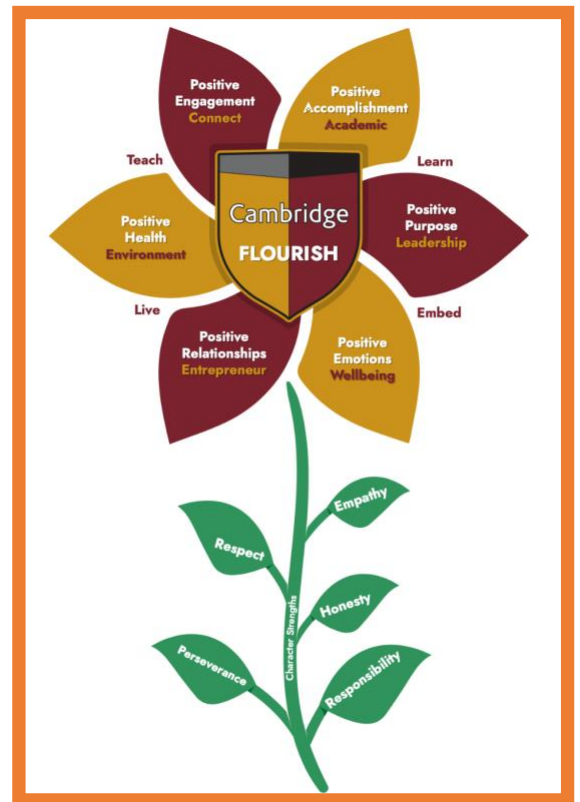 Positive
Engagement
Connect
Positive
Accomplishment
Academic
Teach
Learn
Cambridge
FLOURISH
Positive
Health
Environment
Positive
Purpose
Leadership
Live
Embed
Positive
Relationships
Entrepreneur
Positive
Emotions
Wellbeing
Empathy
Respect
Honesty
Character Strengths
Perseverance
Responsibility